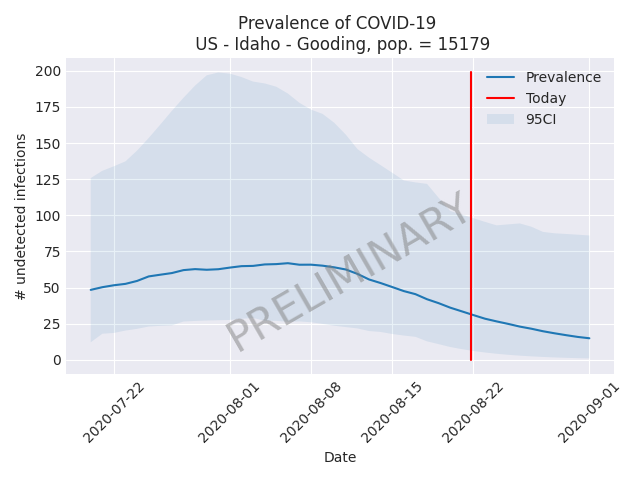 Prevalence of COVID-19
US - Idaho - Gooding, pop. = 15179
200
175
150
125
100
75
50
25
0
# undetected infections
Prevalence
Today
95CI
PRELIMINARY
2020-07-22
2020-08-01
2020-08-08
2020-08-15
2020-08-22
2020-09-01
Date